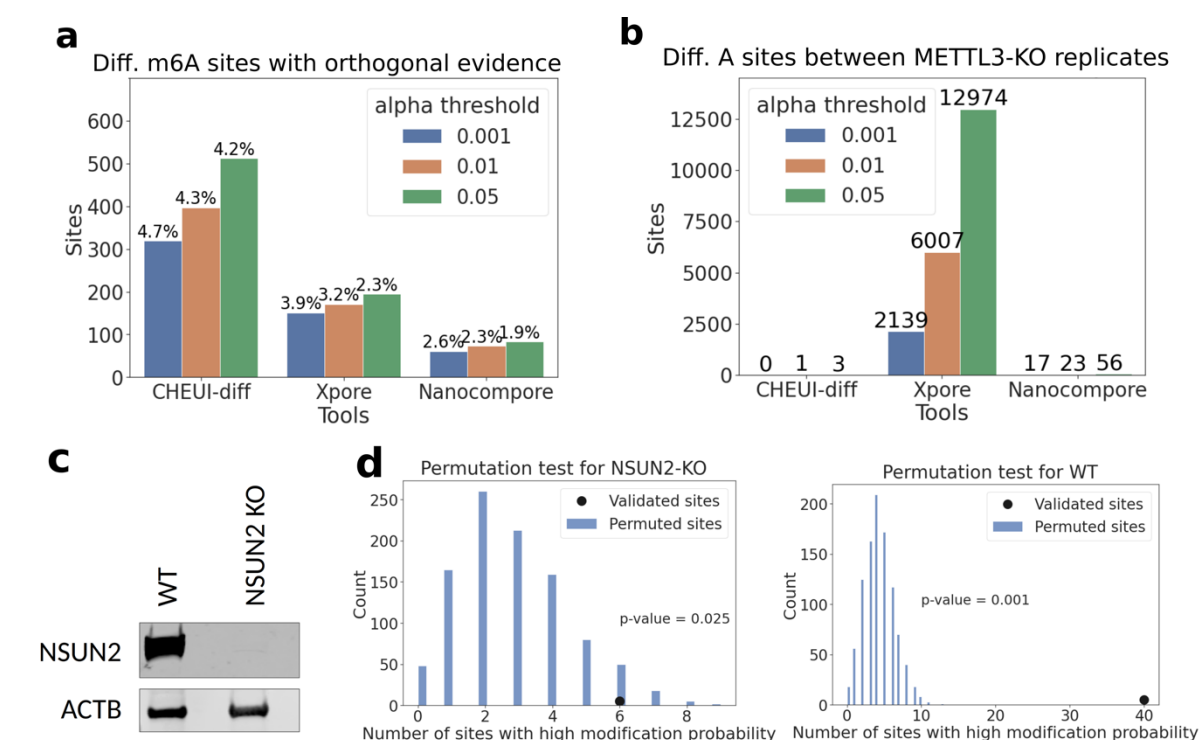 a
Diff. m6A sites with orthogonal evidence
alpha threshold
0.001
0.01
0.05
600
500
400
300
200
100
0
Sites
4.7%
4.3%
4.2%
3.9%
3.2%
2.3%
2.6%
2.3%
1.9%
CHEUI-diff
Xpore
Nanocompore
Tools
b
Diff. A sites between METTL3-KO replicates
alpha threshold
0.001
0.01
0.05
12500
10000
7500
5000
2500
0
Sites
0
1
3
2139
6007
12974
17
23
56
CHEUI-diff
Xpore
Nanocompore
Tools
c
WT
NSUN2 KO
NSUN2
ACTB
d
Permutation test for NSUN2-KO
Validated sites
Permuted sites
250
200
150
100
50
0
Count
p-value = 0.025
0
2
4
6
8
Number of sites with high modification probability
Permutation test for WT
Validated sites
Permuted sites
200
150
100
50
0
Count
p-value = 0.001
0
10
20
30
40
Number of sites with high modification probability